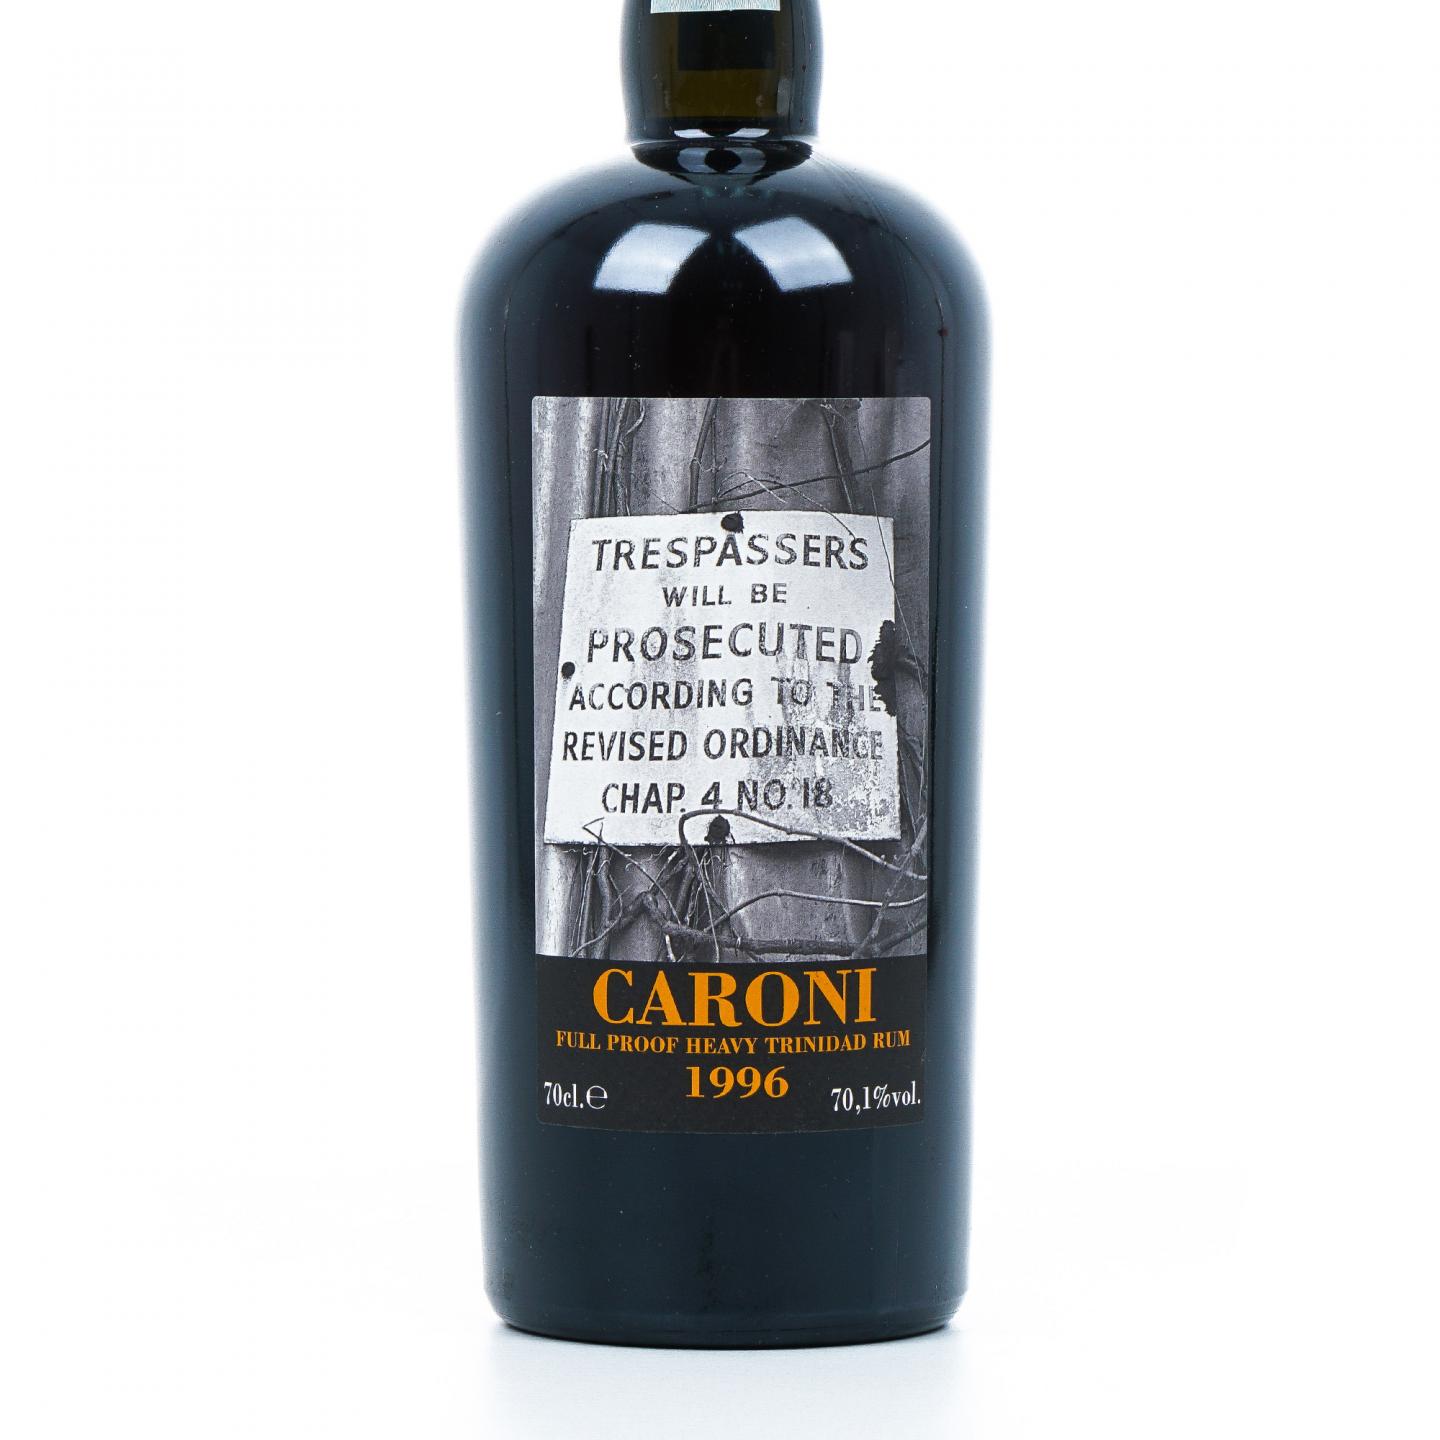 TRESPASSERS
WILL BE
PROSECUTED
ACCORDING TO THE
REVISED ORDINANCE
CHAP. 4 NO. 18
CARONI
FULL PROOF HEAVY TRINIDAD RUM
1996
70cl.℮
70,1%vol.